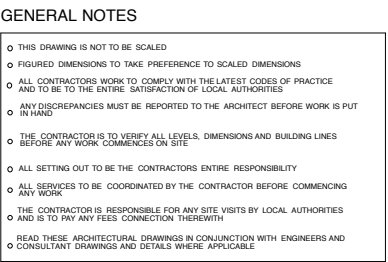 GENERAL NOTES
THIS DRAWING IS NOT TO BE SCALED
FIGURED DIMENSIONS TO TAKE PREFERENCE TO SCALED DIMENSIONS
ALL CONTRACTORS WORK TO COMPLY WITH THE LATEST CODES OF PRACTICE
AND TO BE TO THE ENTIRE SATISFACTION OF LOCAL AUTHORITIES
ANY DISCREPANCIES MUST BE REPORTED TO THE ARCHITECT BEFORE WORK IS PUT
IN HAND
THE CONTRACTOR IS TO VERIFY ALL LEVELS, DIMENSIONS AND BUILDING LINES
BEFORE ANY WORK COMMENCES ON SITE
ALL SETTING OUT TO BE THE CONTRACTORS ENTIRE RESPONSIBILITY
ALL SERVICES TO BE COORDINATED BY THE CONTRACTOR BEFORE COMMENCING
ANY WORK
THE CONTRACTOR IS RESPONSIBLE FOR ANY SITE VISITS BY LOCAL AUTHORITIES
AND IS TO PAY ANY FEES CONNECTION THEREWITH
READ THESE ARCHITECTURAL DRAWINGS IN CONJUNCTION WITH ENGINEERS AND
CONSULTANT DRAWINGS AND DETAILS WHERE APPLICABLE